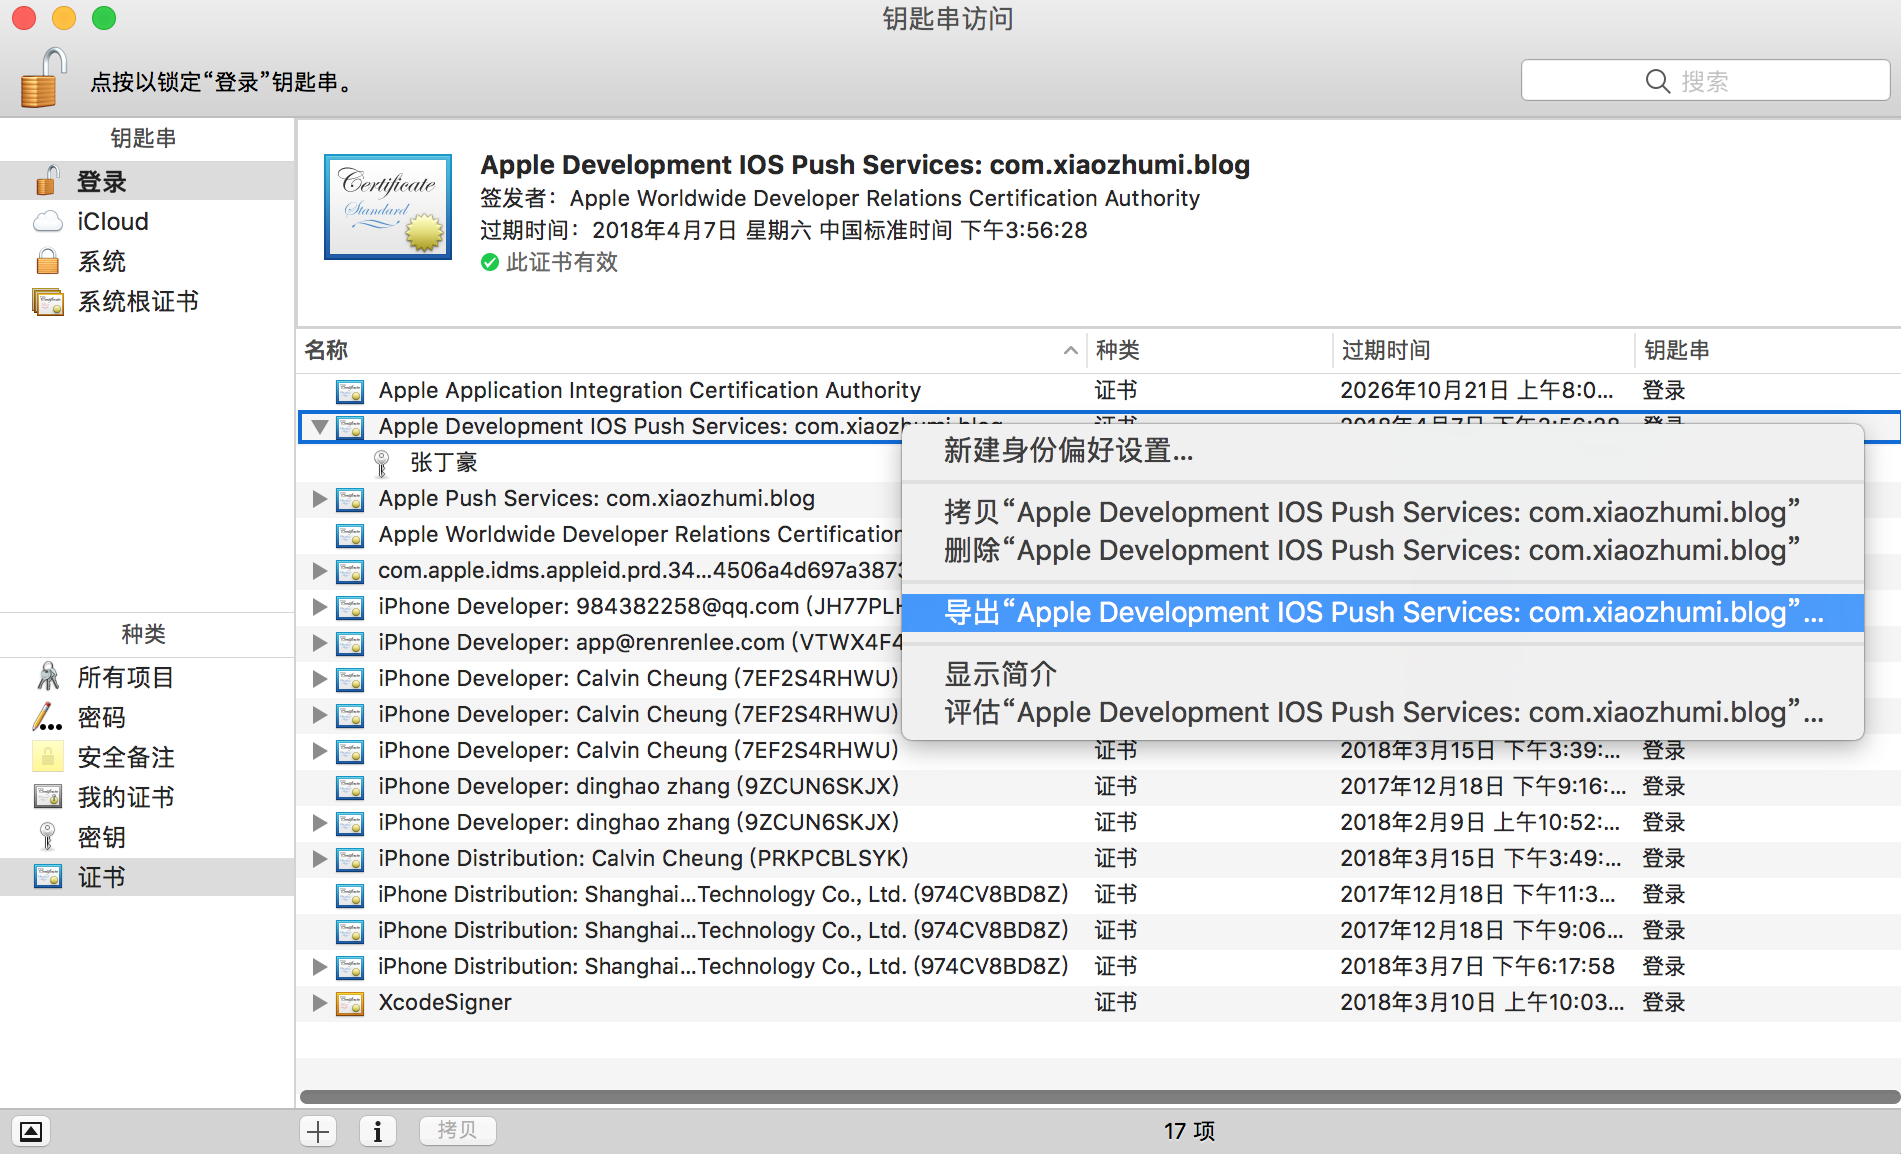 钥匙串访问
点按以锁定“登录”钥匙串。
搜索
钥匙串
登录
iCloud
系统
系统根证书
种类
所有项目
密码
安全备注
我的证书
密钥
证书
Apple Development IOS Push Services: com.xiaozhumi.blog
签发者： Apple Worldwide Developer Relations Certification Authority
过期时间： 2018年4月7日 星期六 中国标准时间 下午3:56:28
此证书有效
名称 种类 过期时间 钥匙串
Apple Application Integration Certification Authority 证书 2026年10月21日 上午8:0... 登录
Apple Development IOS Push Services: com.xiaozhumi.blog 证书 2018年4月7日 下午3:56:28 登录
张丁豪
Apple Push Services: com.xiaozhumi.blog
Apple Worldwide Developer Relations Certification
com.apple.idms.appleid.prd.34...4506a4d697a3873
iPhone Developer: 984382258@qq.com (JH77PLH
iPhone Developer: app@renrenlee.com (VTWX4F4
iPhone Developer: Calvin Cheung (7EF2S4RHWU)
iPhone Developer: Calvin Cheung (7EF2S4RHWU)
iPhone Developer: Calvin Cheung (7EF2S4RHWU) 证书 2018年3月15日 下午3:39:... 登录
iPhone Developer: dinghao zhang (9ZCUN6SKJX) 证书 2017年12月18日 下午9:16:... 登录
iPhone Developer: dinghao zhang (9ZCUN6SKJX) 证书 2018年2月9日 上午10:52:... 登录
iPhone Distribution: Calvin Cheung (PRKPCBLSYK) 证书 2018年3月15日 下午3:49:... 登录
iPhone Distribution: Shanghai...Technology Co., Ltd. (974CV8BD8Z) 证书 2017年12月18日 下午11:3... 登录
iPhone Distribution: Shanghai...Technology Co., Ltd. (974CV8BD8Z) 证书 2017年12月18日 下午9:06... 登录
iPhone Distribution: Shanghai...Technology Co., Ltd. (974CV8BD8Z) 证书 2018年3月7日 下午6:17:58 登录
XcodeSigner 证书 2018年3月10日 上午10:03... 登录
新建身份偏好设置...
拷贝“Apple Development IOS Push Services: com.xiaozhumi.blog”
删除“Apple Development IOS Push Services: com.xiaozhumi.blog”
导出“Apple Development IOS Push Services: com.xiaozhumi.blog”...
显示简介
评估“Apple Development IOS Push Services: com.xiaozhumi.blog”...
拷贝
17 项